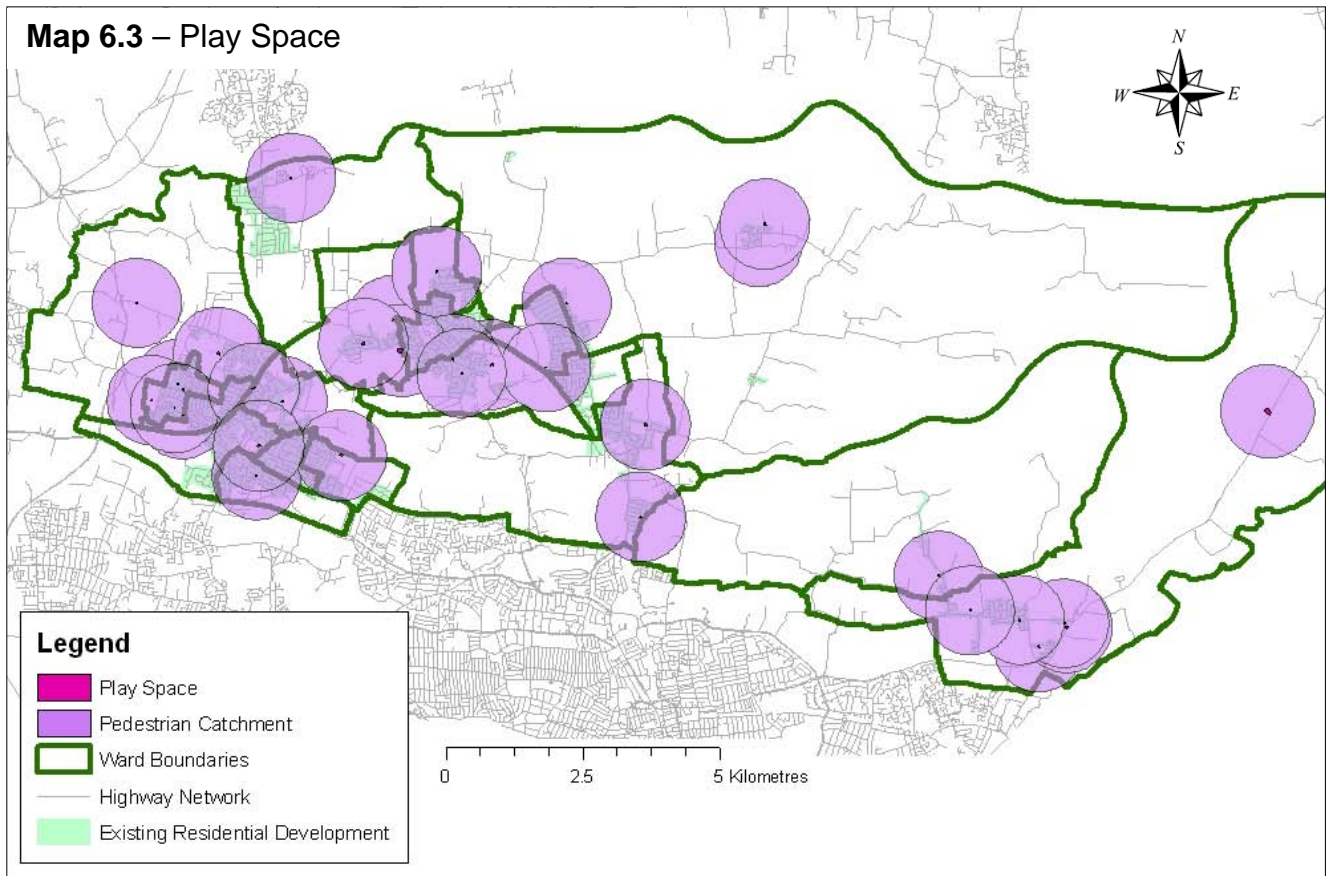 Map 6.3 – Play Space
N
W E
S
Legend
Play Space
Pedestrian Catchment
Ward Boundaries
Highway Network
Existing Residential Development
0 2.5 5 Kilometres